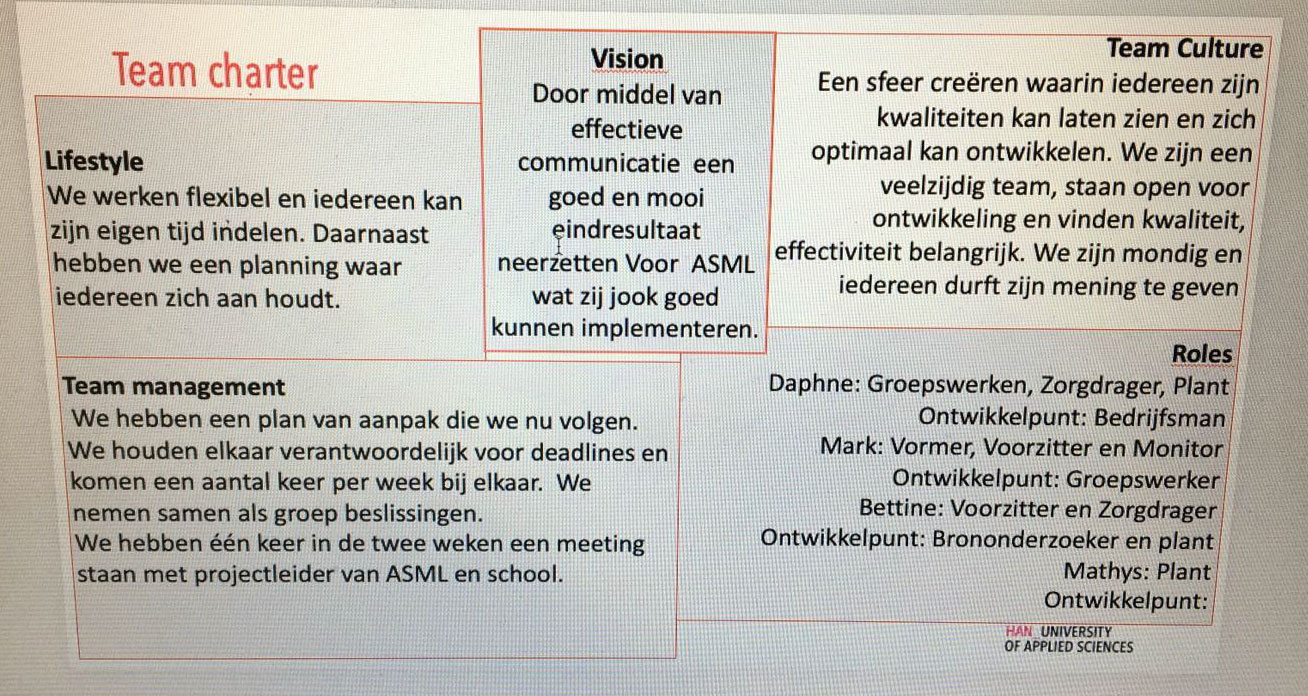 Team charter
Lifestyle
We werken flexibel en iedereen kan
zijn eigen tijd indelen. Daarnaast
hebben we een planning waar
iedereen zich aan houdt.
Vision
Door middel van
effectieve
communicatie een
goed en mooi
eindresultaat
neerzetten Voor ASML
wat zij jook goed
kunnen implementeren.
Team Culture
Een sfeer creëren waarin iedereen zijn
kwaliteiten kan laten zien en zich
optimaal kan ontwikkelen. We zijn een
veelzijdig team, staan open voor
ontwikkeling en vinden kwaliteit,
effectiviteit belangrijk. We zijn mondig en
iedereen durft zijn mening te geven
Team management
We hebben een plan van aanpak die we nu volgen.
We houden elkaar verantwoordelijk voor deadlines en
komen een aantal keer per week bij elkaar. We
nemen samen als groep beslissingen.
We hebben één keer in de twee weken een meeting
staan met projectleider van ASML en school.
Roles
Daphne: Groepswerken, Zorgdrager, Plant
Ontwikkelpunt: Bedrijfsman
Mark: Vormer, Voorzitter en Monitor
Ontwikkelpunt: Groepswerker
Bettine: Voorzitter en Zorgdrager
Ontwikkelpunt: Brononderzoeker en plant
Mathys: Plant
Ontwikkelpunt:
HAN_UNIVERSITY
OF APPLIED SCIENCES